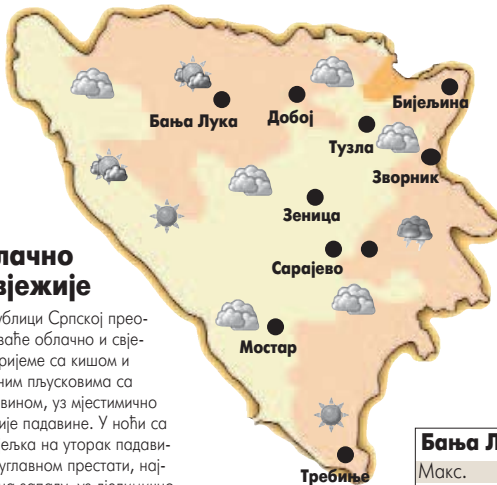 Бања Лука
Добој
Бијељина
Тузла
Зворник
Зеница
Сарајево
Мостар
Требиње
лачно
вјежије
ублици Српској прео-
ваће облачно и свје-
ријеме са кишом и
ним пљусковима са
вином, уз мјестимично
ије падавине. У ноћи са
ељка на уторак падави-
углавном престати, нај-
Бања Л
Макс.